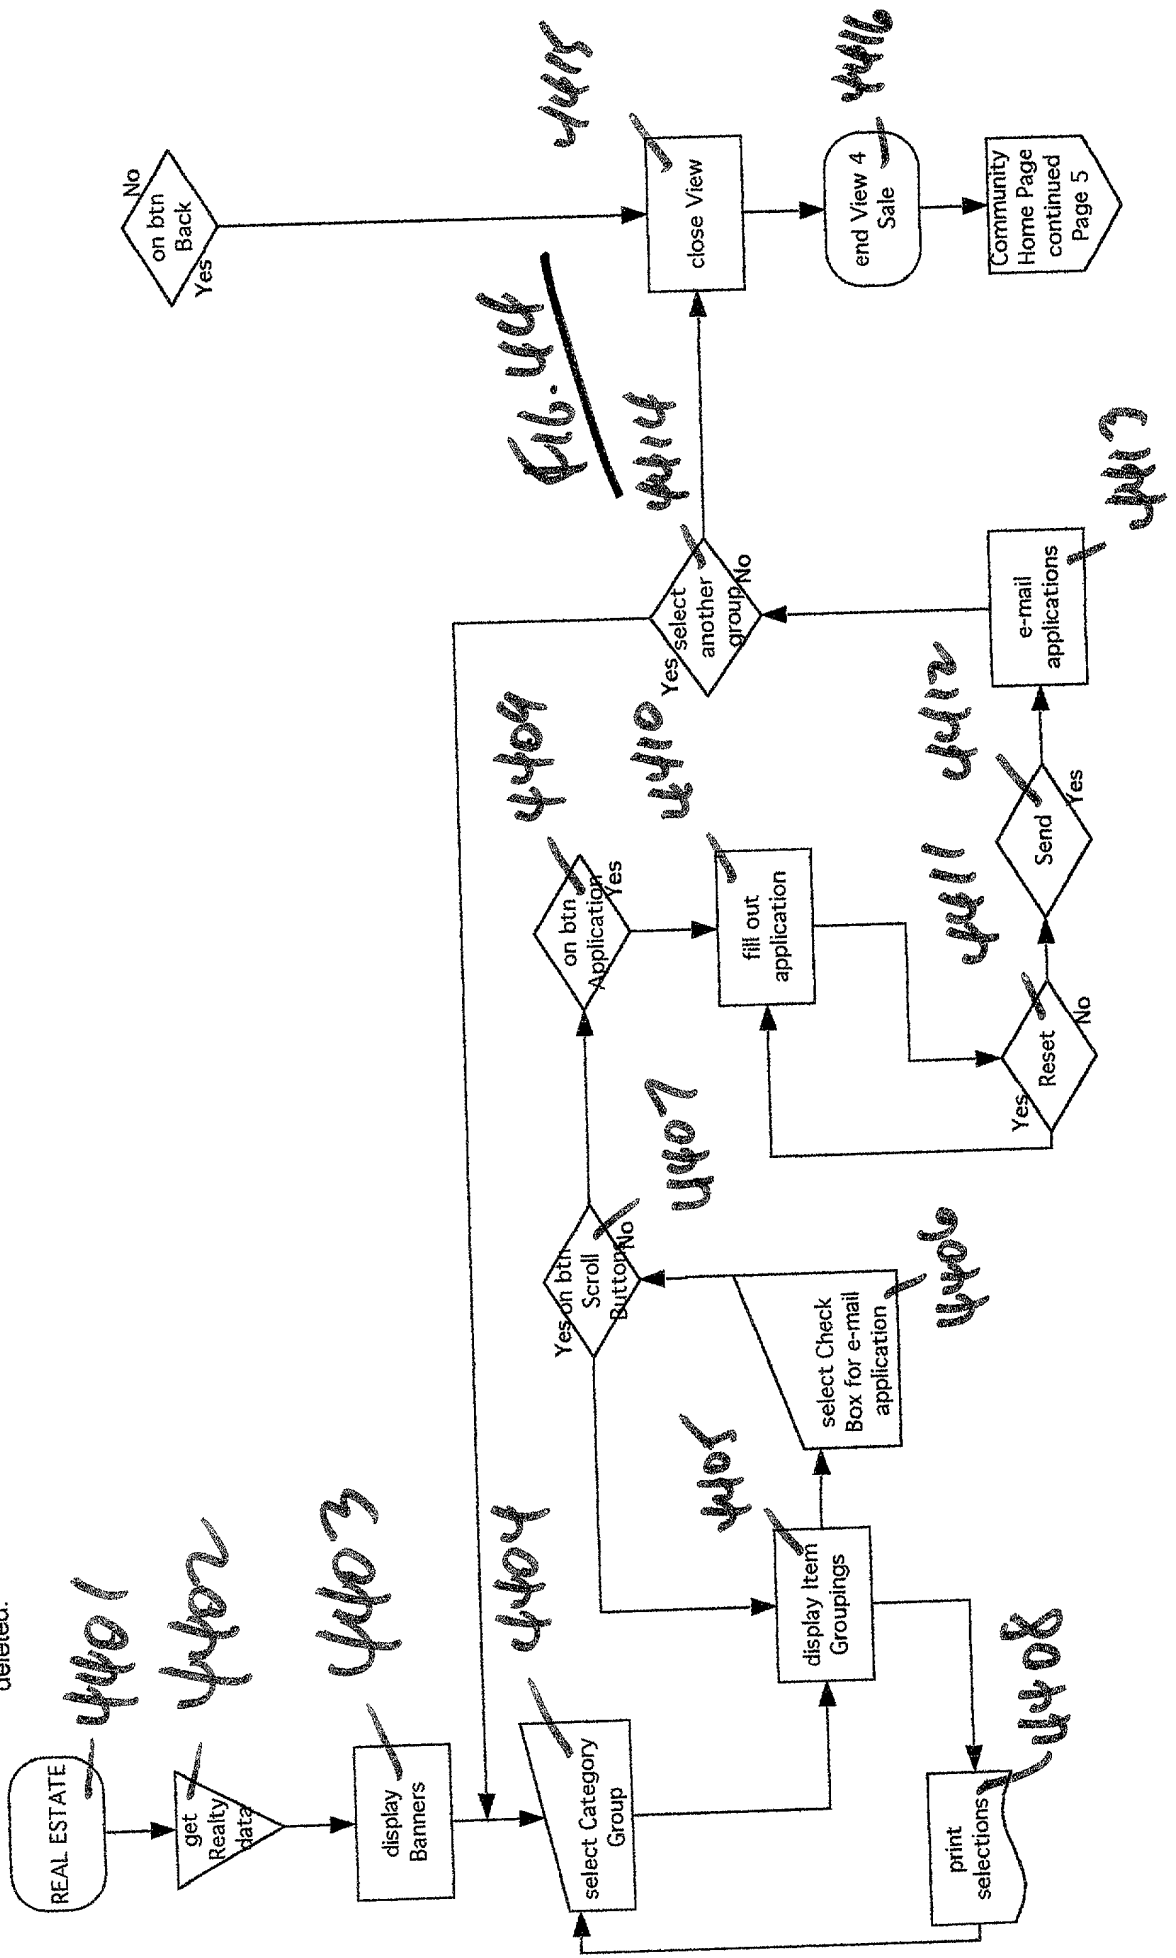 deleted.
REAL ESTATE
4401
get
Realty
data
4402
display
Banners
4403
select Category
Group
4404
display Item
Groupings
4405
select Check
Box for e-mail
application
4406
Yes
on btn
Scroll
Buttons
No
4407
print
selections
4408
on btn
Application
Yes
4409
fill out
application
4410
Yes
Reset
No
4411
Send
Yes
4412
e-mail
applications
4413
Yes
select
another
group
No
4414
FIG. 44
No
on btn
Back
Yes
close View
4415
end View 4
Sale
4416
Community
Home Page
continued
Page 5